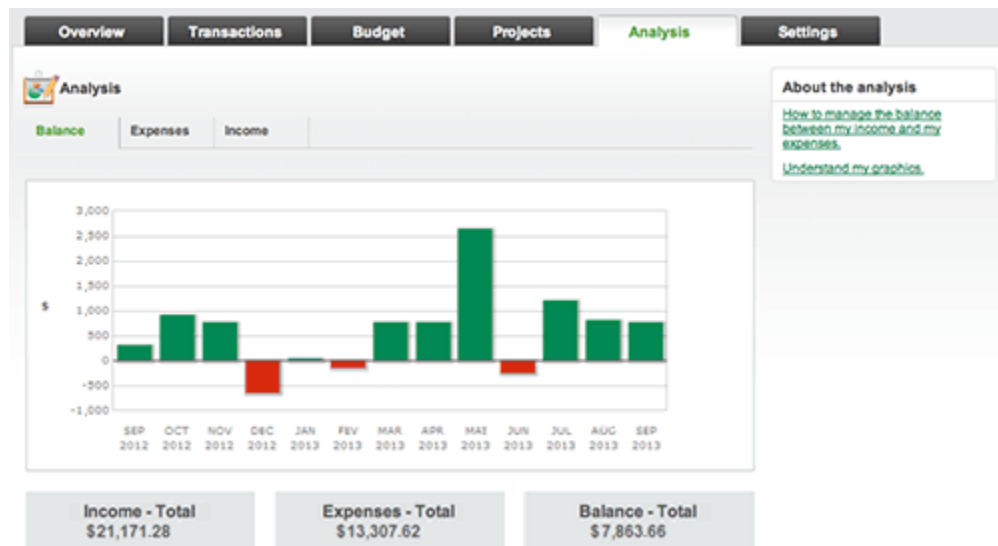 Overview Transactions Budget Projects Analysis Settings
Analysis
Balance Expenses Income
About the analysis
How to manage the balance
between my income and my
expenses.
Understand my graphics.
3,000
2,500
2,000
1,500
$ 1,000
500
0
-500
-1,000
SEP OCT NOV DEC JAN FEV MAR APR MAI JUN JUL AUG SEP
2012 2012 2012 2012 2013 2013 2013 2013 2013 2013 2013 2013 2013
Income - Total Expenses - Total Balance - Total
$21,171.28 $13,307.62 $7,863.66